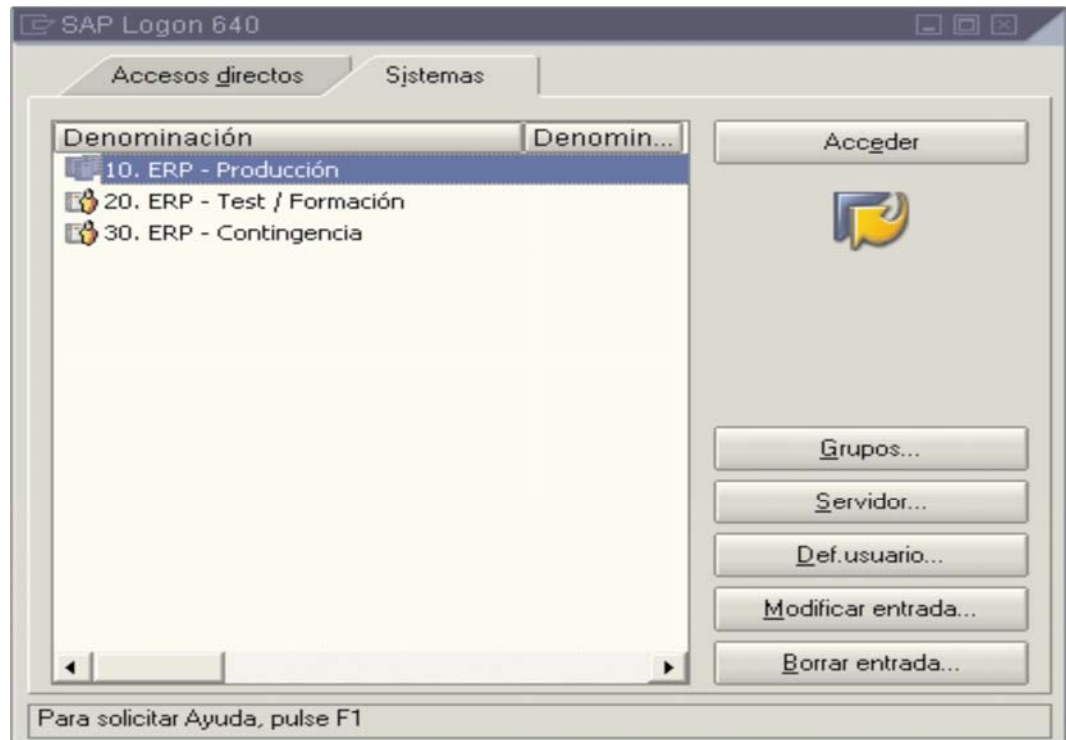 SAP Logon 640
Accesos directos
Sistemas
Denominación
Denomin...
Acceder
10. ERP - Producción
20. ERP - Test / Formación
30. ERP - Contingencia
Grupos...
Servidor...
Def.usuario...
Modificar entrada...
Borrar entrada...
Para solicitar Ayuda, pulse F1